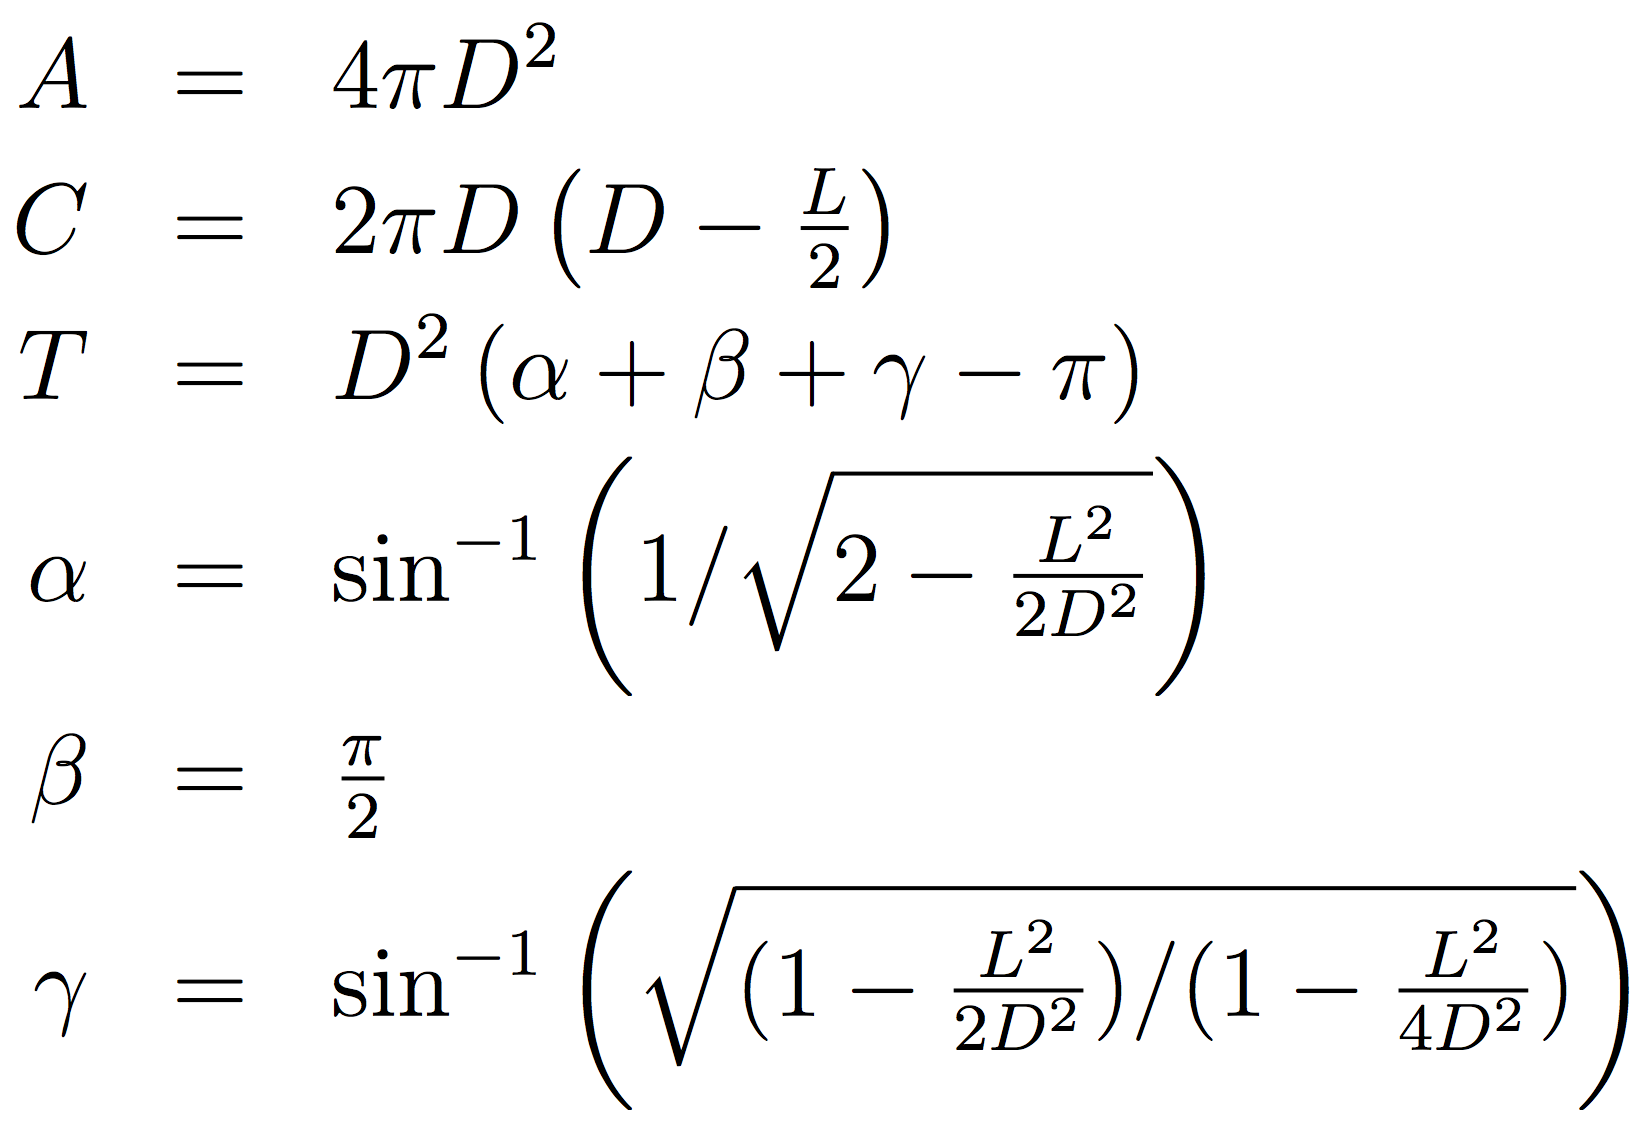 A = 4πD²
C = 2πD (D − L/2)
T = D² (α + β + γ − π)
α = sin⁻¹ (1/√(2 − L²/2D²))
β = π/2
γ = sin⁻¹ (√((1 − L²/2D²)/(1 − L²/4D²)))